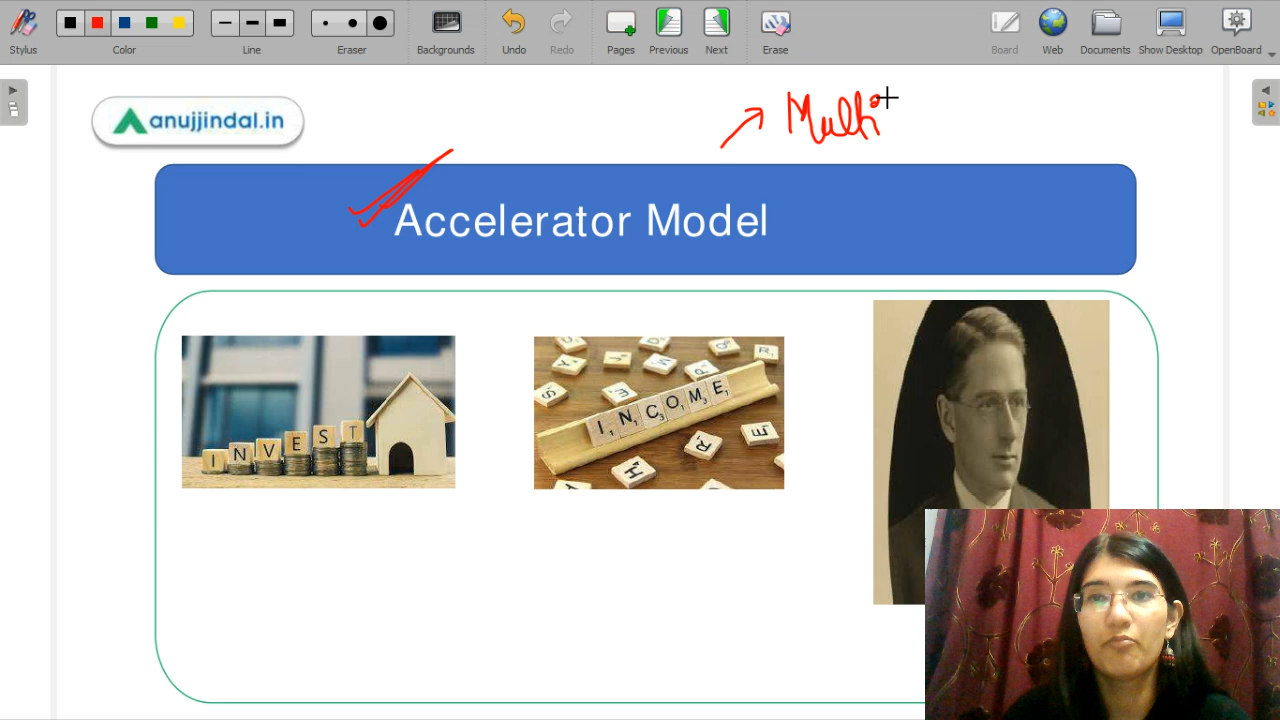 Stylus
Color
Line
Eraser
Backgrounds
Undo
Redo
Pages
Previous
Next
Erase
Board
Web
Documents
Show Desktop
OpenBoard
anujjindal.in
Multi
Accelerator Model
INVEST
INCOME